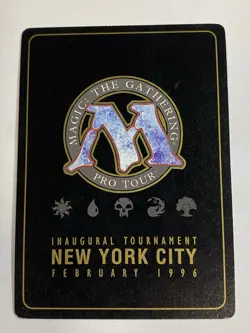 MAGIC: THE GATHERING
M
PRO TOUR
INAUGURAL TOURNAMENT
NEW YORK CITY
FEBRUARY 1996